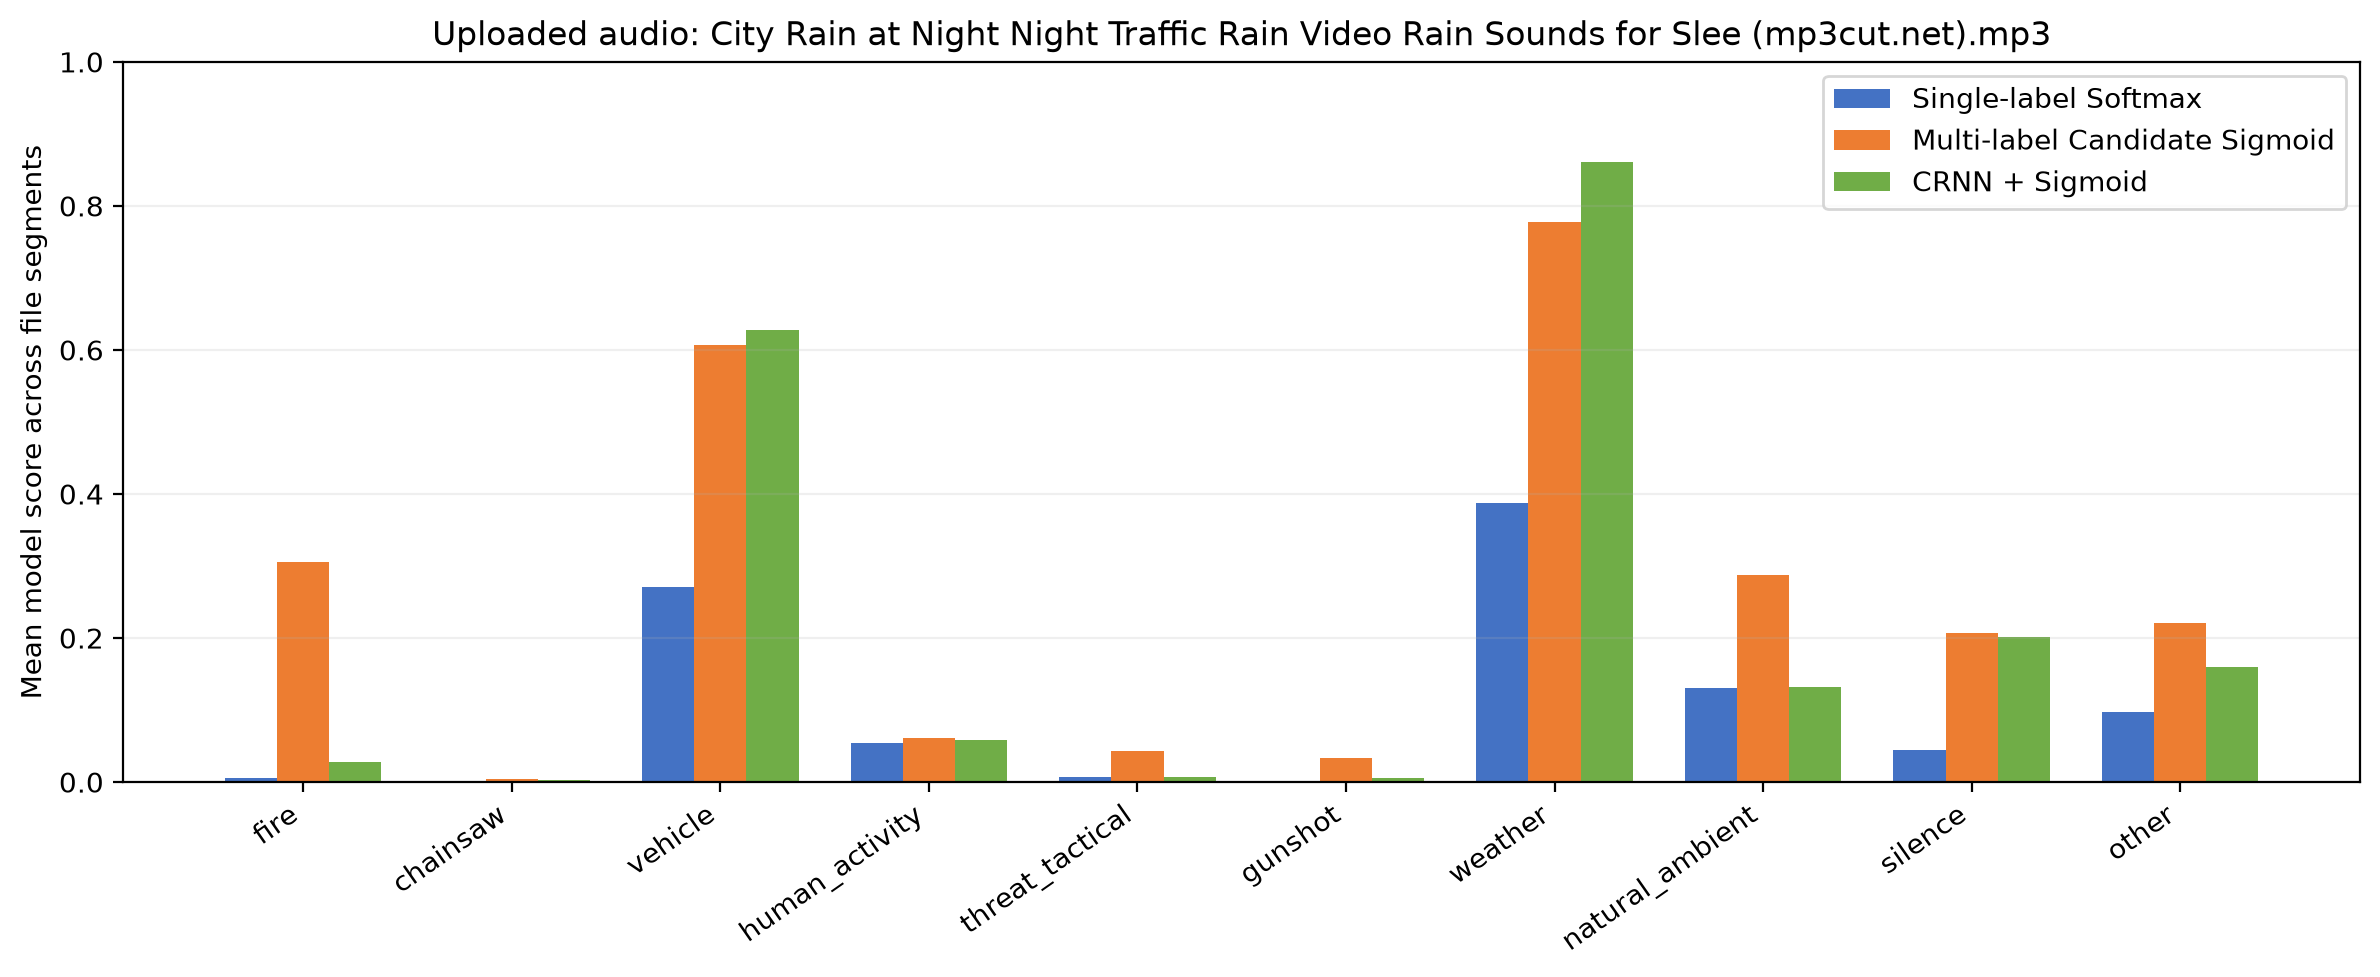 Uploaded audio: City Rain at Night Night Traffic Rain Video Rain Sounds for Slee (mp3cut.net).mp3
Mean model score across file segments
1.0
0.8
0.6
0.4
0.2
0.0
Single-label Softmax
Multi-label Candidate Sigmoid
CRNN + Sigmoid
fire
chainsaw
vehicle
human_activity
threat_tactical
gunshot
weather
natural_ambient
silence
other